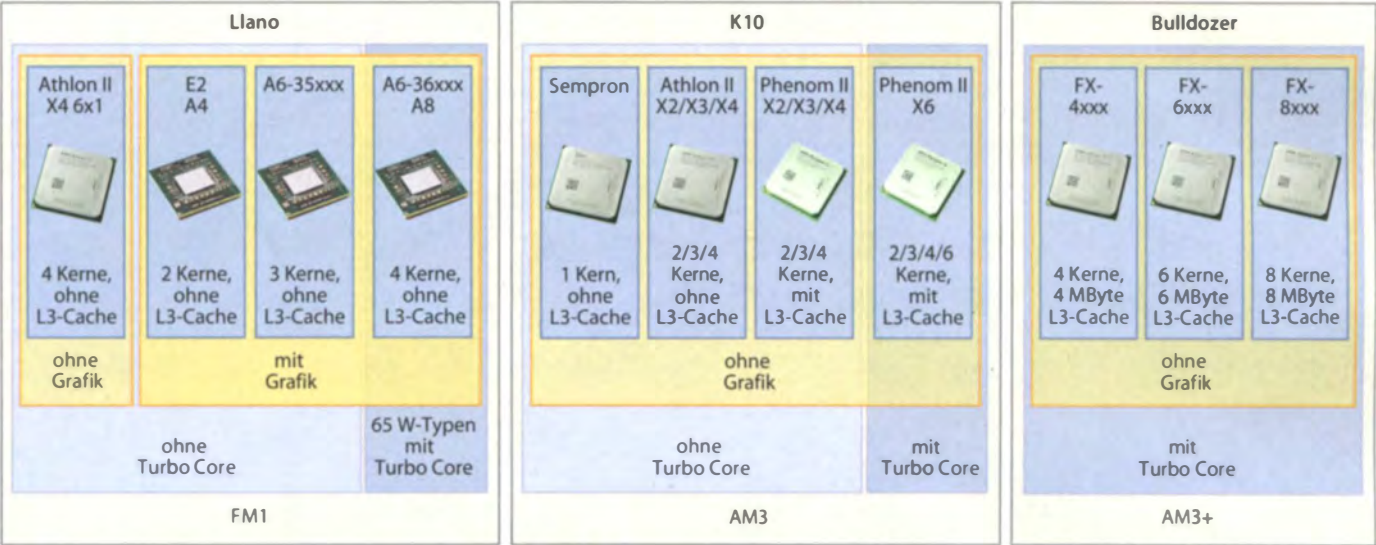 Llano
Athlon II
X4 6x1
4 Kerne,
ohne
L3-Cache
E2
A4
2 Kerne,
ohne
L3-Cache
A6-35xxx
3 Kerne,
ohne
L3-Cache
A6-36xxx
A8
4 Kerne,
ohne
L3-Cache
ohne
Grafik
mit
Grafik
ohne
Turbo Core
65 W-Typen
mit
Turbo Core
FM1
K10
Sempron
1 Kern,
ohne
L3-Cache
Athlon II
X2/X3/X4
2/3/4
Kerne,
ohne
L3-Cache
Phenom II
X2/X3/X4
2/3/4
Kerne,
mit
L3-Cache
Phenom II
X6
2/3/4/6
Kerne,
mit
L3-Cache
ohne
Grafik
ohne
Turbo Core
mit
Turbo Core
AM3
Bulldozer
FX-
4xxx
4 Kerne,
4 MByte
L3-Cache
FX-
6xxx
6 Kerne,
6 MByte
L3-Cache
FX-
8xxx
8 Kerne,
8 MByte
L3-Cache
ohne
Grafik
mit
Turbo Core
AM3+